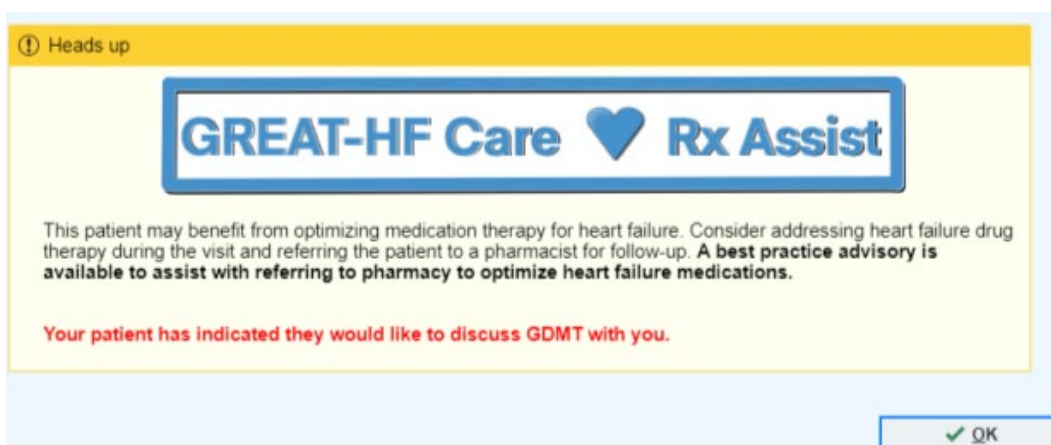 Heads up
GREAT-HF Care Rx Assist
This patient may benefit from optimizing medication therapy for heart failure. Consider addressing heart failure drug
therapy during the visit and referring the patient to a pharmacist for follow-up. A best practice advisory is
available to assist with referring to pharmacy to optimize heart failure medications.
Your patient has indicated they would like to discuss GDMT with you.
OK